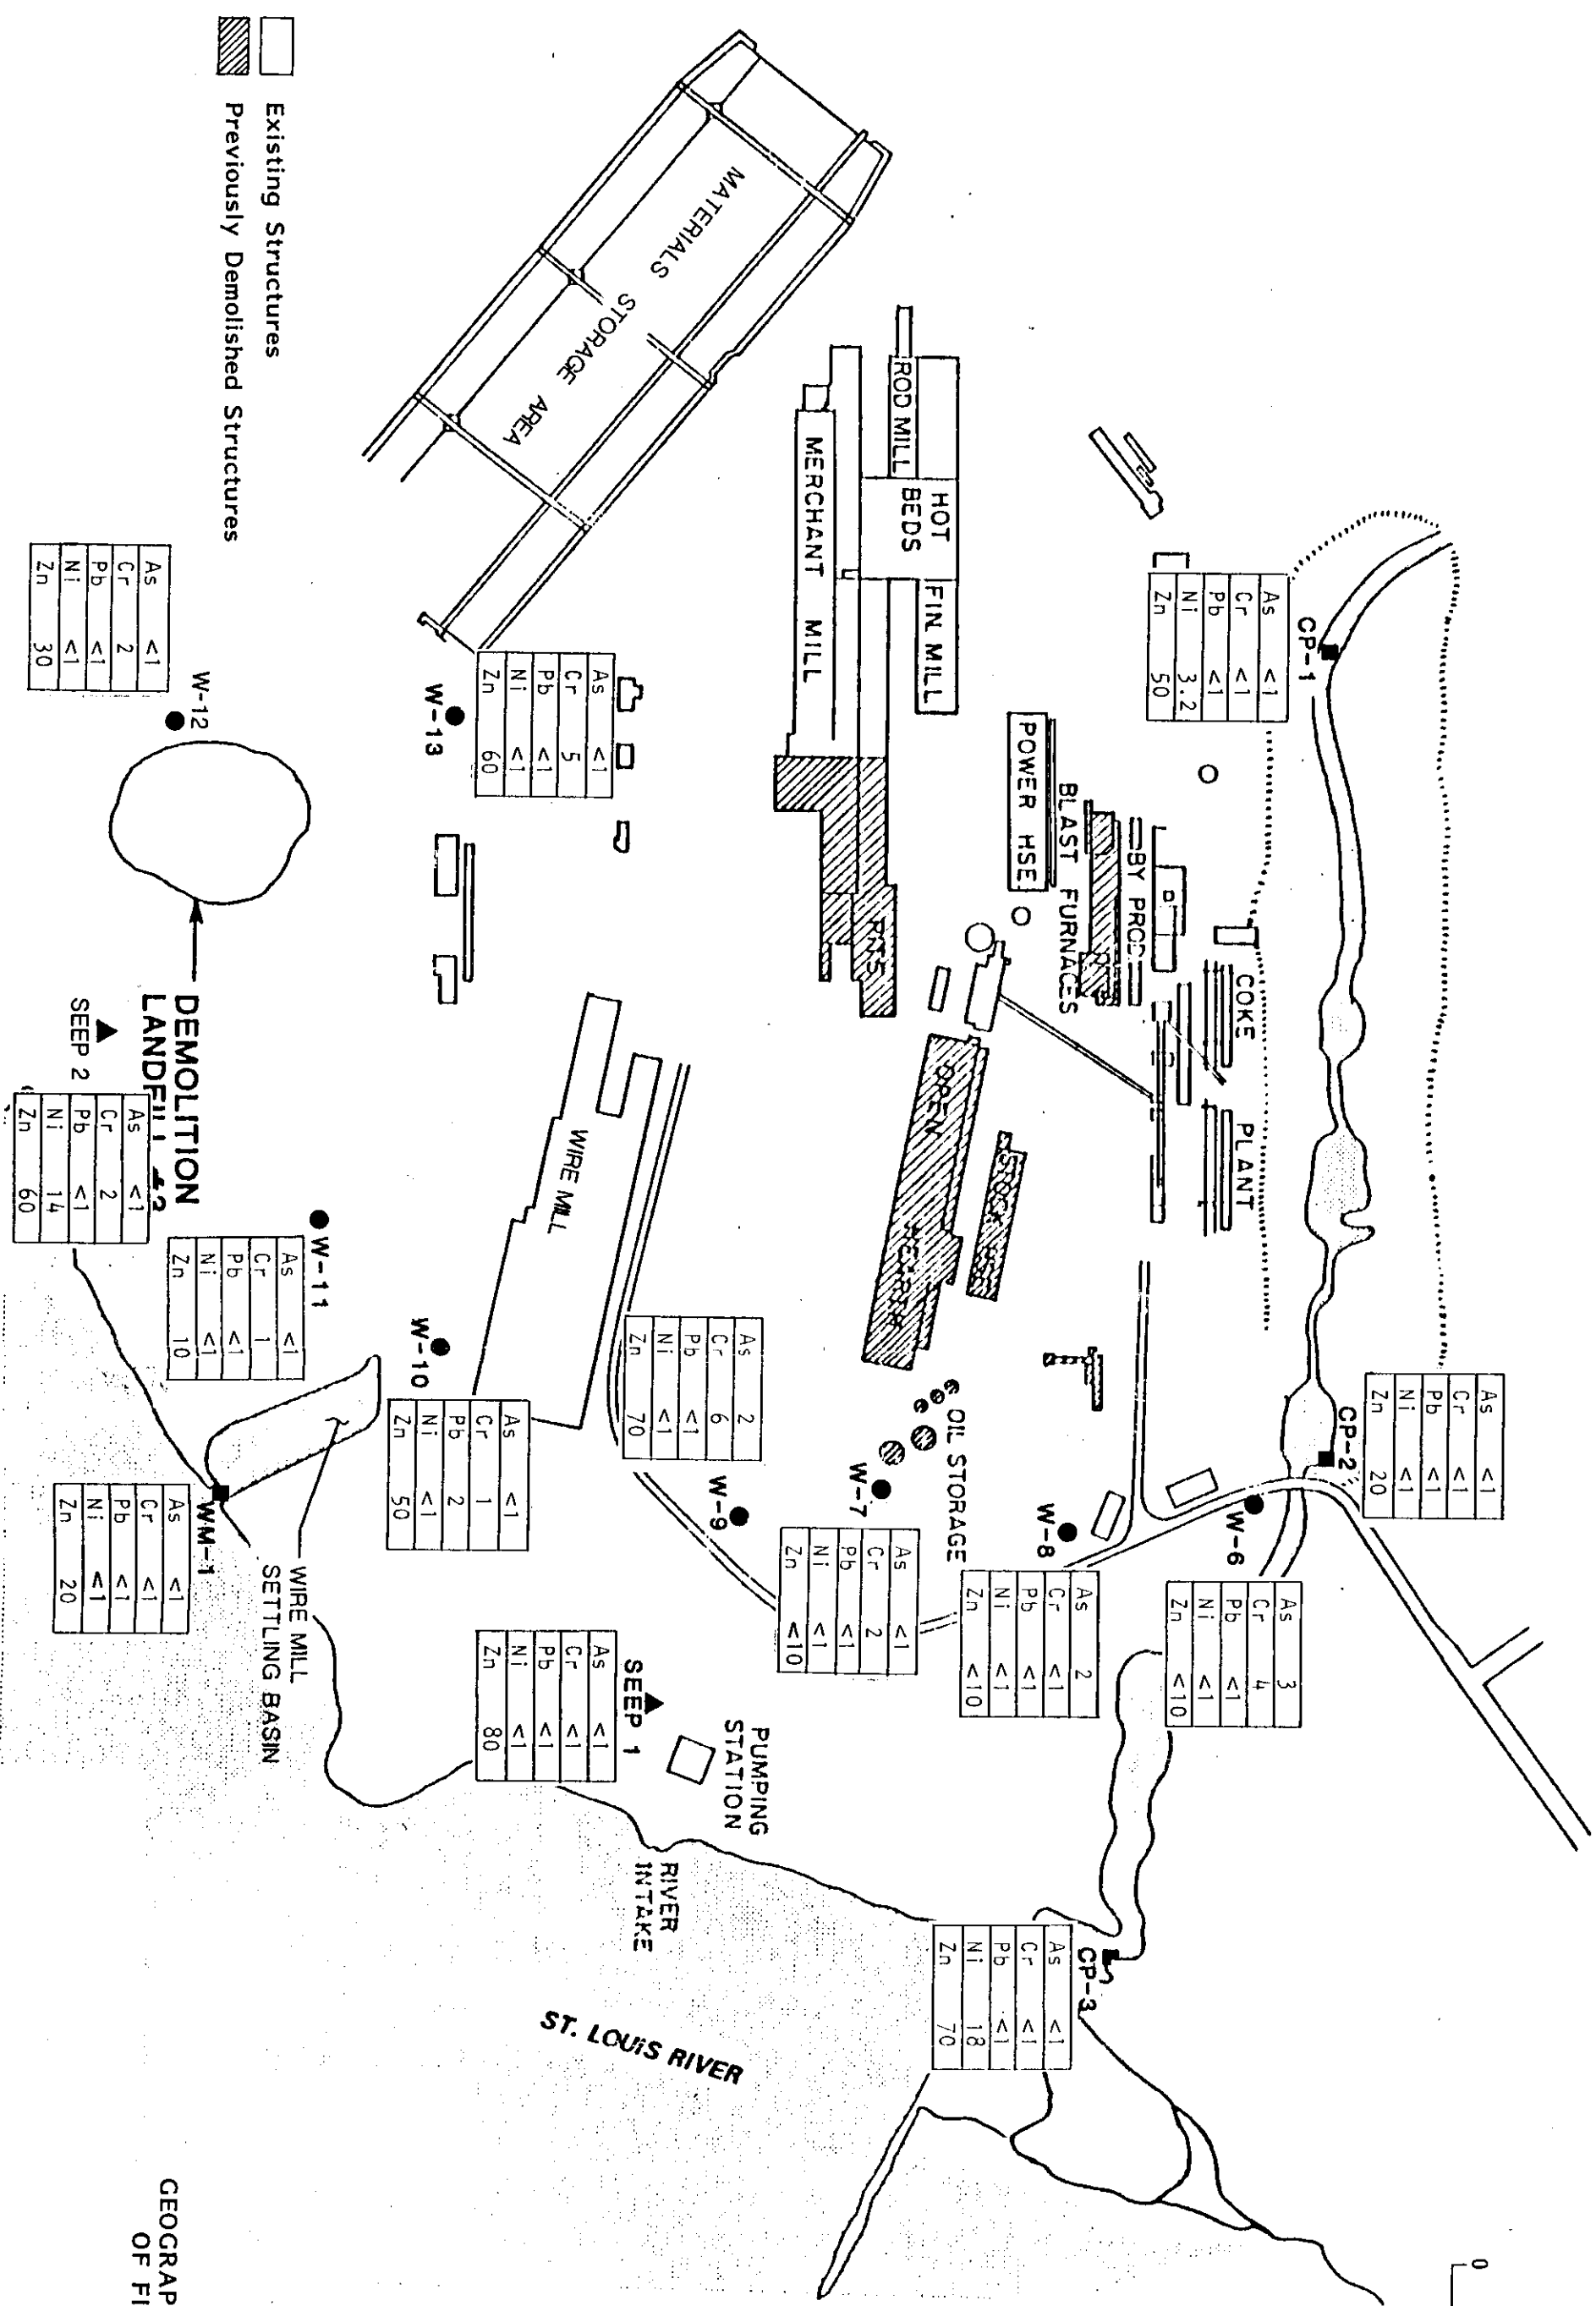 0
CP-1
As <1
Cr <1
Pb <1
Ni 3.2
Zn 50
CP-2
As <1
Cr <1
Pb <1
Ni <1
Zn 20
COKE PLANT
BY PROD
BLAST FURNACES
POWER HSE
W-6
As 3
Cr 4
Pb <1
Ni <1
Zn <10
W-8
As 2
Cr <1
Pb <1
Ni <1
Zn <10
CP-3
As <1
Cr <1
Pb <1
Ni 18
Zn 70
HOT
BEDS
ROD MILL
FIN. MILL
MERCHANT MILL
OPEN
STOCK
OIL STORAGE
W-7
As <1
Cr 2
Pb <1
Ni <1
Zn <10
W-9
As 2
Cr 6
Pb <1
Ni <1
Zn 70
PUMPING
STATION
RIVER
INTAKE
ST. LOUIS RIVER
SEEP 1
As <1
Cr <1
Pb <1
Ni <1
Zn 80
MATERIALS STORAGE AREA
W-13
As <1
Cr 5
Pb <1
Ni <1
Zn 60
WIRE MILL
W-10
As <1
Cr 1
Pb 2
Ni <1
Zn 50
W-11
As <1
Cr 1
Pb <1
Ni <1
Zn 10
WIRE MILL
SETTLING BASIN
WM-1
As <1
Cr <1
Pb <1
Ni <1
Zn 20
W-12
As <1
Cr 2
Pb <1
Ni <1
Zn 30
DEMOLITION
LANDFILL
SEEP 2
As <1
Cr 2
Pb <1
Ni 14
Zn 60
Existing Structures
Previously Demolished Structures
GEOGRAP
OF FI